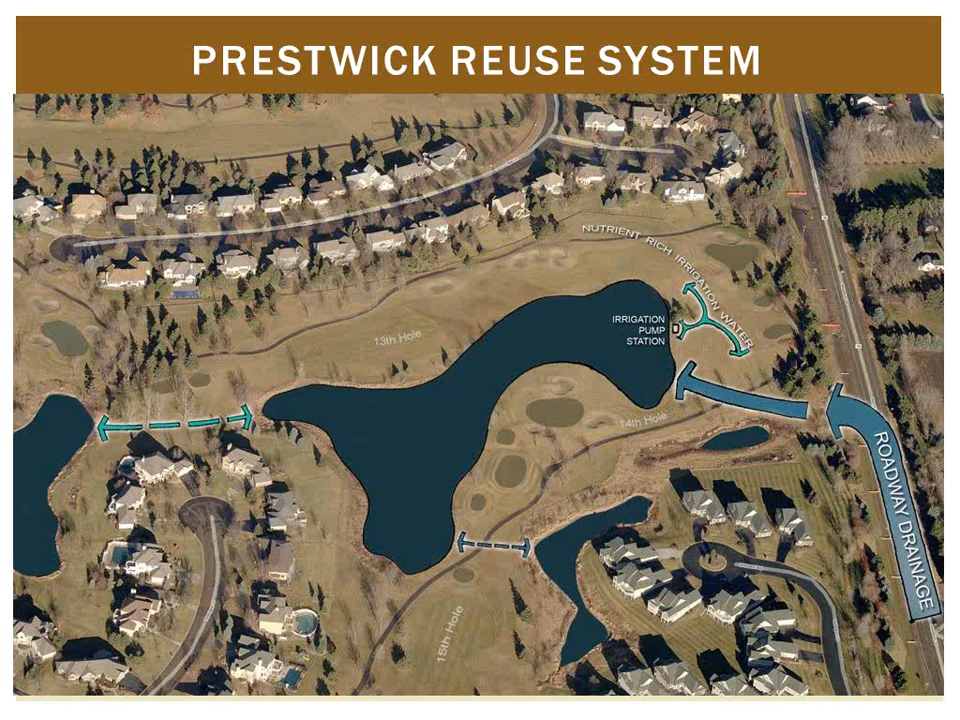 PRESTWICK REUSE SYSTEM
NUTRIENT RICH IRRIGATION WATER
IRRIGATION
PUMP
STATION
13th Hole
14th Hole
ROADWAY DRAINAGE
15th Hole